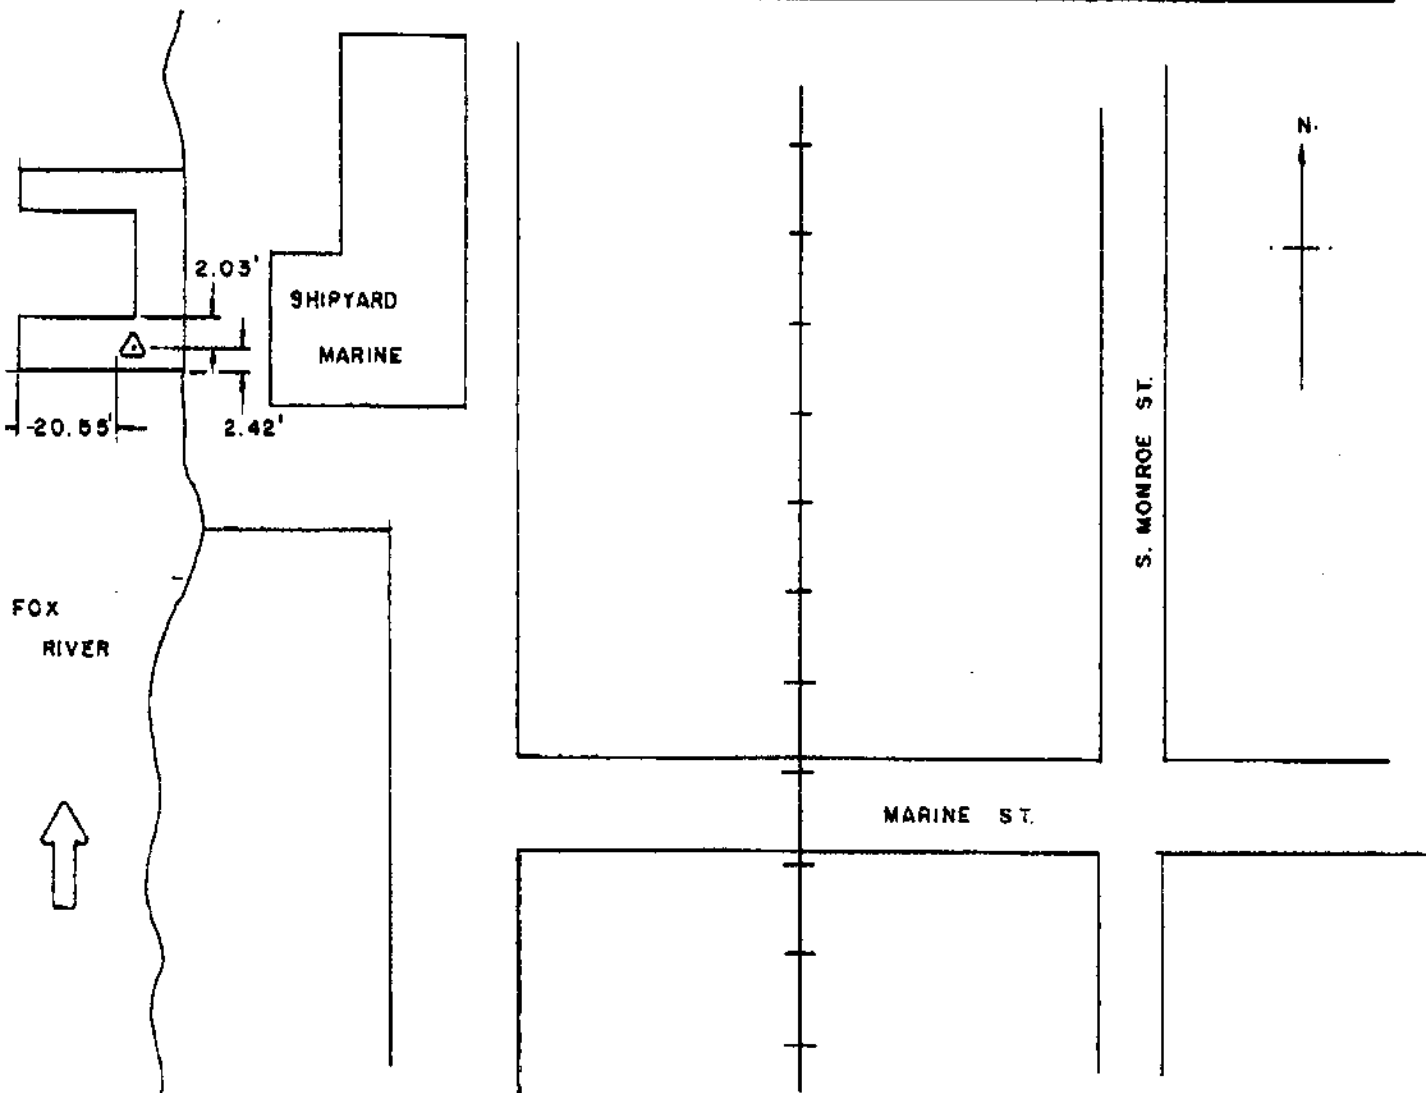 N.
2.03'
SHIPYARD
MARINE
20.55'
2.42'
S. MONROE ST.
FOX
RIVER
MARINE ST.